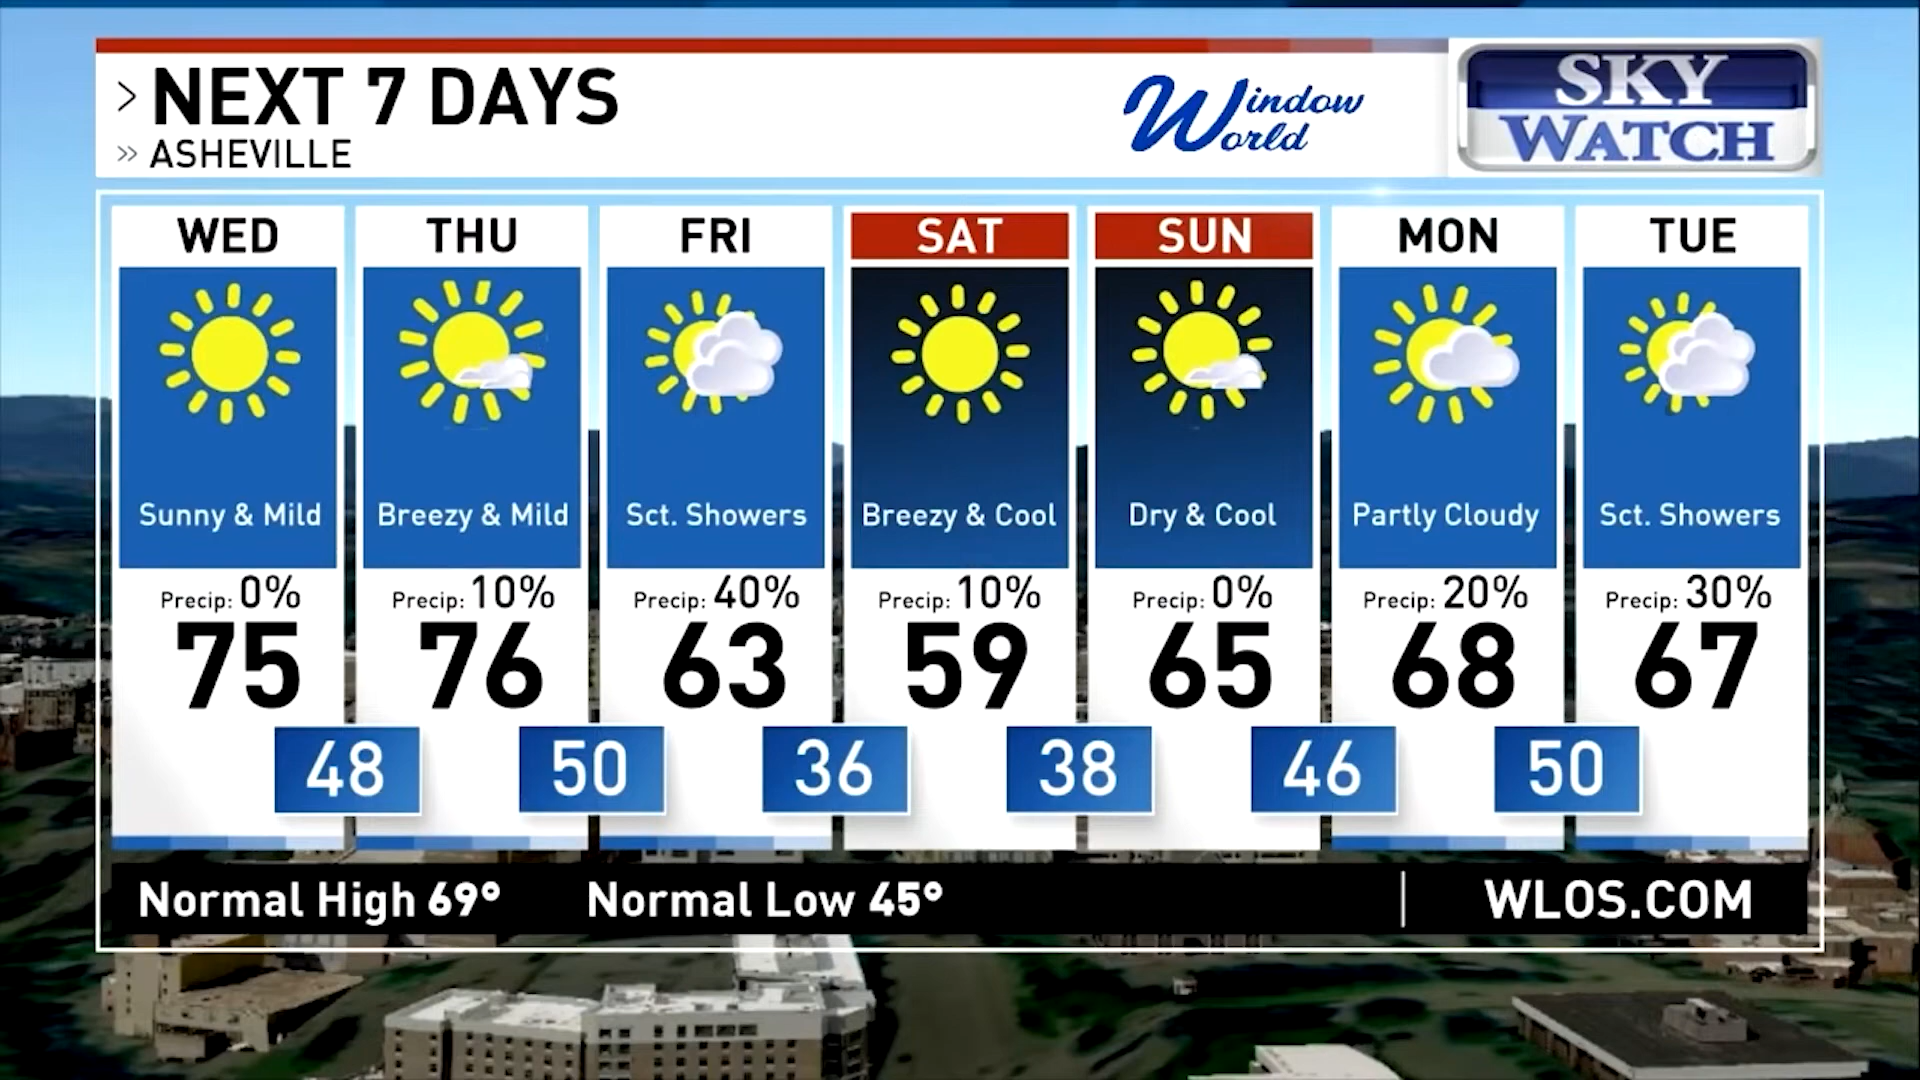 > NEXT 7 DAYS
» ASHEVILLE
Window World
SKY WATCH
WED THU FRI SAT SUN MON TUE
Sunny & Mild Breezy & Mild Sct. Showers Breezy & Cool Dry & Cool Partly Cloudy Sct. Showers
Precip: 0% Precip: 10% Precip: 40% Precip: 10% Precip: 0% Precip: 20% Precip: 30%
75 76 63 59 65 68 67
48 50 36 38 46 50
Normal High 69° Normal Low 45° | WLOS.COM